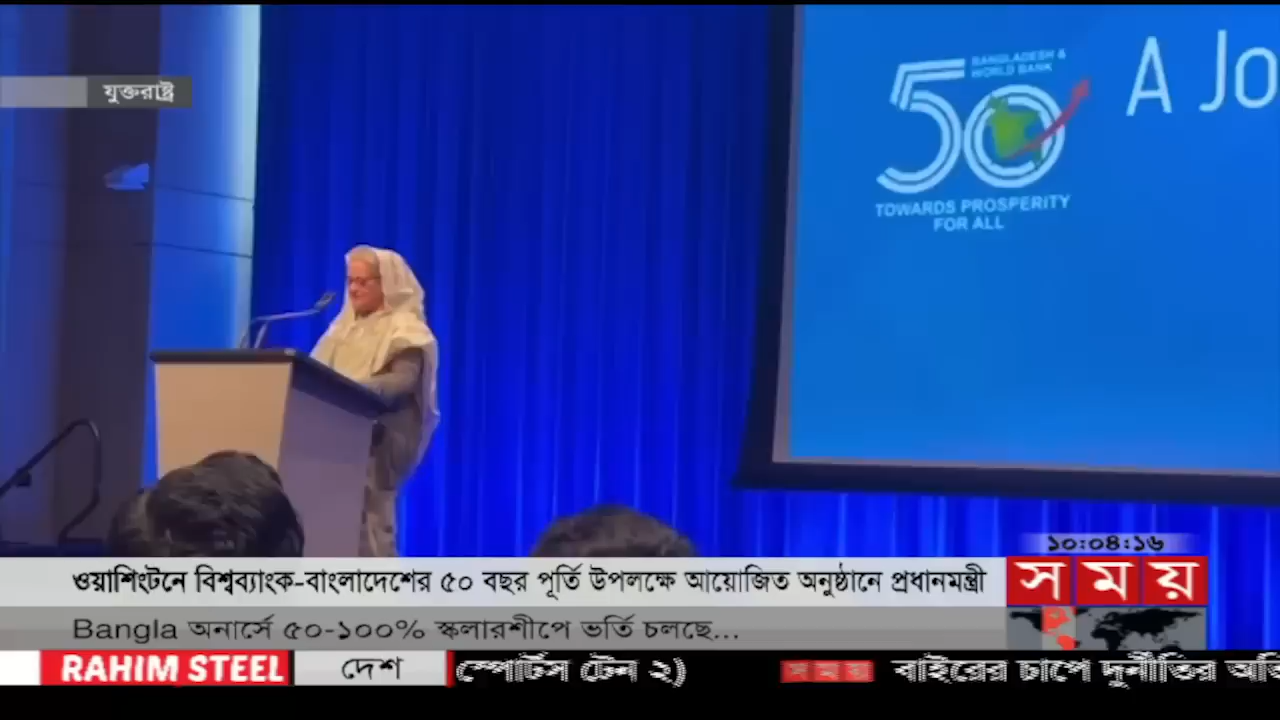 যুক্তরাষ্ট্র
50
BANGLADESH &
WORLD BANK
TOWARDS PROSPERITY
FOR ALL
A Jo
১০:০৪:১৬
ওয়াশিংটনে বিশ্বব্যাংক-বাংলাদেশের ৫০ বছর পূর্তি উপলক্ষে আয়োজিত অনুষ্ঠানে প্রধানমন্ত্রী
সময়
Bangla অনার্সে ৫০-১০০% স্কলারশীপে ভর্তি চলছে...
RAHIM STEEL দেশ স্পোর্টস টেন ২) সময় বাইরের চাপে দুর্নীতির অভি